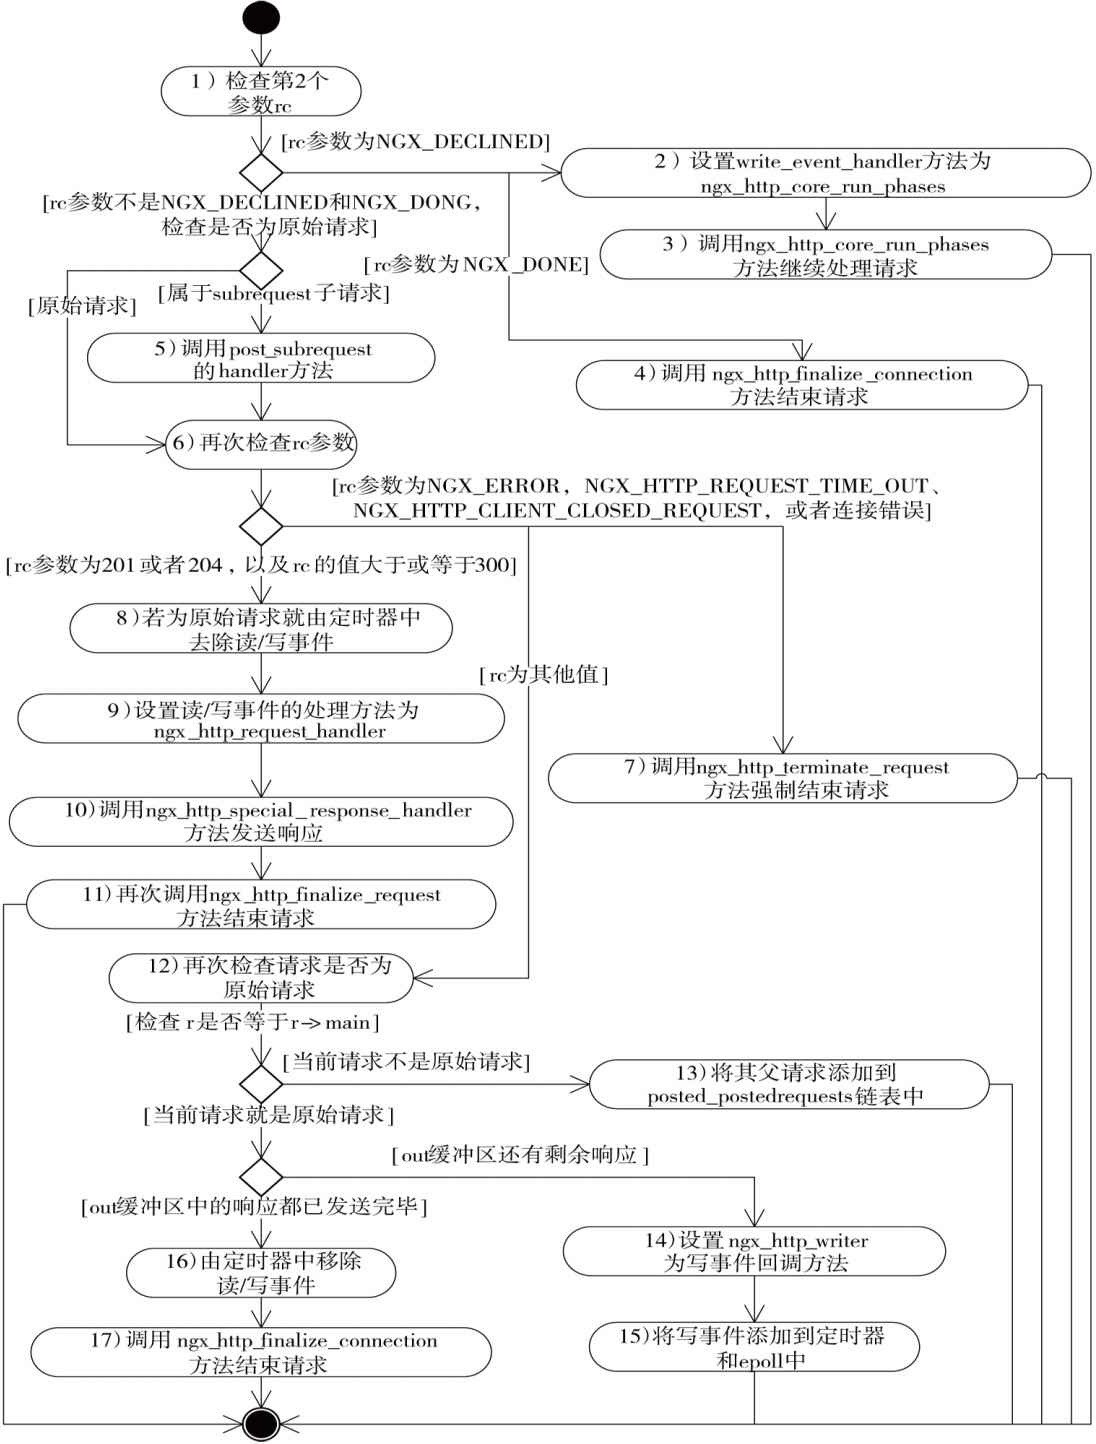 1）检查第2个
参数rc
[rc参数为NGX_DECLINED]
2）设置write_event_handler方法为
ngx_http_core_run_phases
[rc参数不是NGX_DECLINED和NGX_DONG，
检查是否为原始请求]
3）调用ngx_http_core_run_phases
方法继续处理请求
[rc参数为 NGX_DONE]
[原始请求]
[属于subrequest 子请求]
5)调用post_subrequest
的handler方法
4)调用 ngx_http_finalize_connection
方法结束请求
6)再次检查rc参数
[rc参数为NGX_ERROR，NGX_HTTP_REQUEST_TIME_OUT、
NGX_HTTP_CLIENT_CLOSED_REQUEST，或者连接错误]
[rc参数为201或者204，以及rc的值大于或等于300]
8)若为原始请求就由定时器中
去除读/写事件
[rc为其他值]
9)设置读/写事件的处理方法为
ngx_http_request_handler
7)调用ngx_http_terminate_request
方法强制结束请求
10)调用ngx_http_special_response_handler
方法发送响应
11)再次调用ngx_http_finalize_request
方法结束请求
12)再次检查请求是否为
原始请求
[检查 r是否等于r->main]
[当前请求不是原始请求]
13)将其父请求添加到
posted_postedrequests链表中
[当前请求就是原始请求]
[out缓冲区还有剩余响应]
[out缓冲区中的响应都已发送完毕]
14)设置 ngx_http_writer
为写事件回调方法
16)由定时器中移除
读/写事件
15)将写事件添加到定时器
和epoll中
17)调用 ngx_http_finalize_connection
方法结束请求